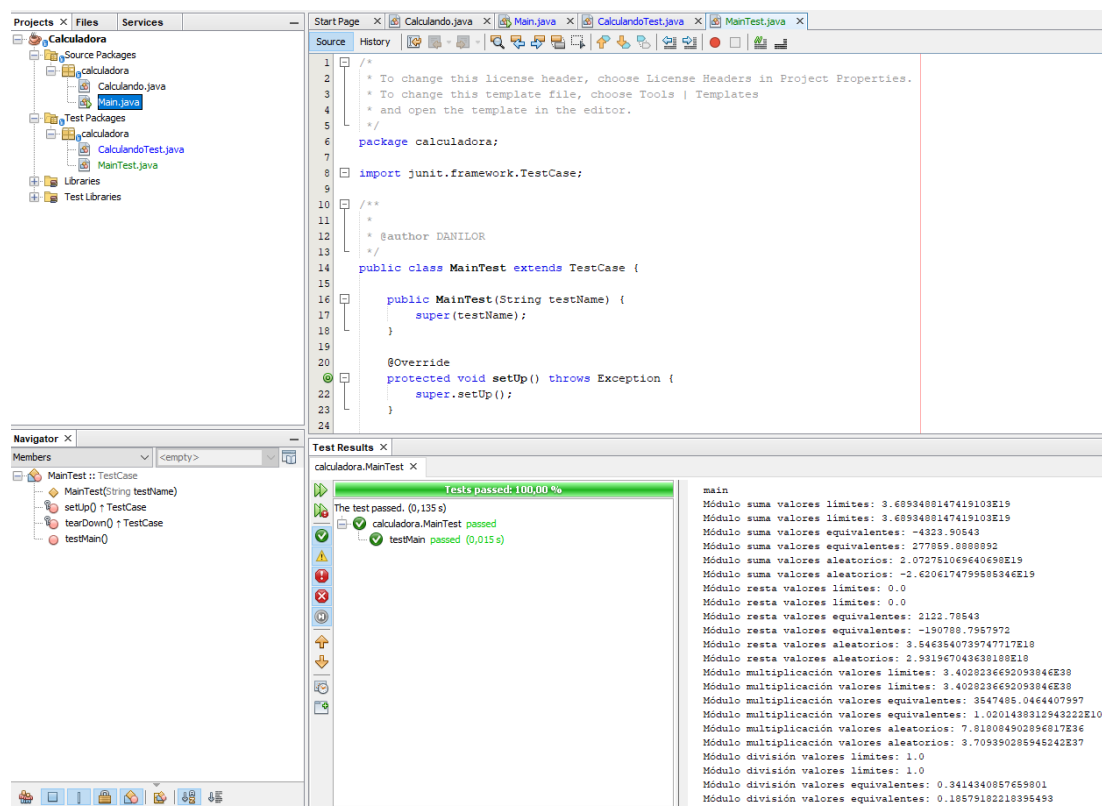 Projects Files Services
Calculadora
Source Packages
calculadora
Calculando.java
Main.java
Test Packages
calculadora
CalculandoTest.java
MainTest.java
Libraries
Test Libraries
Start Page Calculando.java Main.java CalculandoTest.java MainTest.java
Source History
1 /*
2 * To change this license header, choose License Headers in Project Properties.
3 * To change this template file, choose Tools | Templates
4 * and open the template in the editor.
5 */
6 package calculadora;
7
8 import junit.framework.TestCase;
9
10 /**
11 *
12 * @author DANILOR
13 */
14 public class MainTest extends TestCase {
15
16 public MainTest(String testName) {
17 super(testName);
18 }
19
20 @Override
protected void setUp() throws Exception {
22 super.setUp();
23 }
24
Navigator
Members <empty>
MainTest :: TestCase
MainTest(String testName)
setUp() ↑ TestCase
tearDown() ↑ TestCase
testMain()
Test Results
calculadora.MainTest
Tests passed: 100,00 %
The test passed. (0,135 s)
calculadora.MainTest passed
testMain passed (0,015 s)
main
Módulo suma valores límites: 3.6893488147419103E19
Módulo suma valores límites: 3.6893488147419103E19
Módulo suma valores equivalentes: -4323.90543
Módulo suma valores equivalentes: 277859.8888892
Módulo suma valores aleatorios: 2.072751069640698E19
Módulo suma valores aleatorios: -2.6206174799585346E19
Módulo resta valores límites: 0.0
Módulo resta valores límites: 0.0
Módulo resta valores equivalentes: 2122.78543
Módulo resta valores equivalentes: -190788.7957972
Módulo resta valores aleatorios: 3.5463540739747717E18
Módulo resta valores aleatorios: 2.931967043638188E18
Módulo multiplicación valores límites: 3.4028236692093846E38
Módulo multiplicación valores límites: 3.4028236692093846E38
Módulo multiplicación valores equivalentes: 3547485.0464407997
Módulo multiplicación valores equivalentes: 1.0201438312943222E10
Módulo multiplicación valores aleatorios: 7.818084902896817E36
Módulo multiplicación valores aleatorios: 3.709390285945242E37
Módulo división valores límites: 1.0
Módulo división valores límites: 1.0
Módulo división valores equivalentes: 0.3414340857659801
Módulo división valores equivalentes: 0.18579182218395493